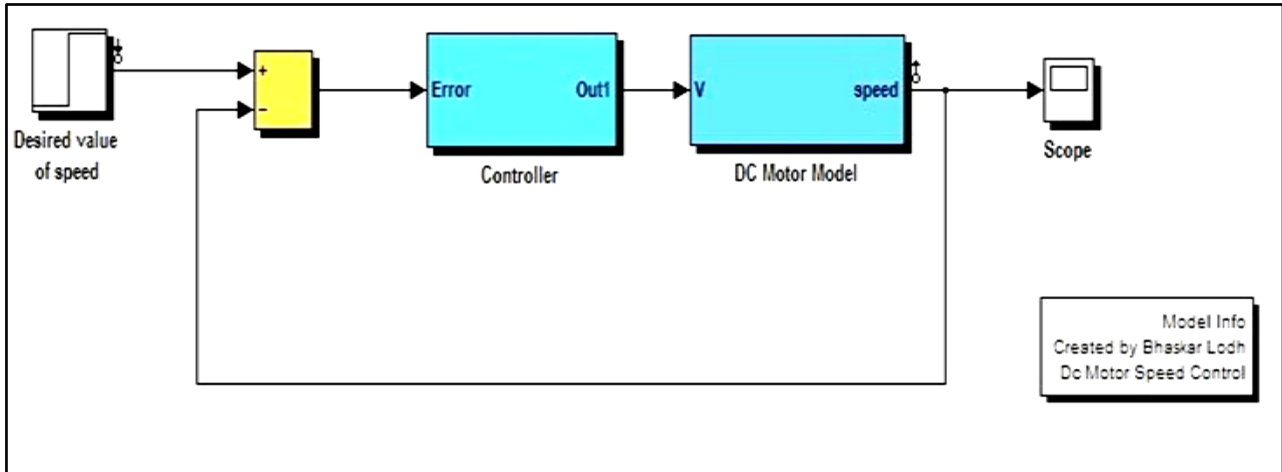 Desired value
of speed
+
−
Error
Out1
Controller
V
speed
DC Motor Model
Scope
Model Info
Created by Bhaskar Lodh
Dc Motor Speed Control